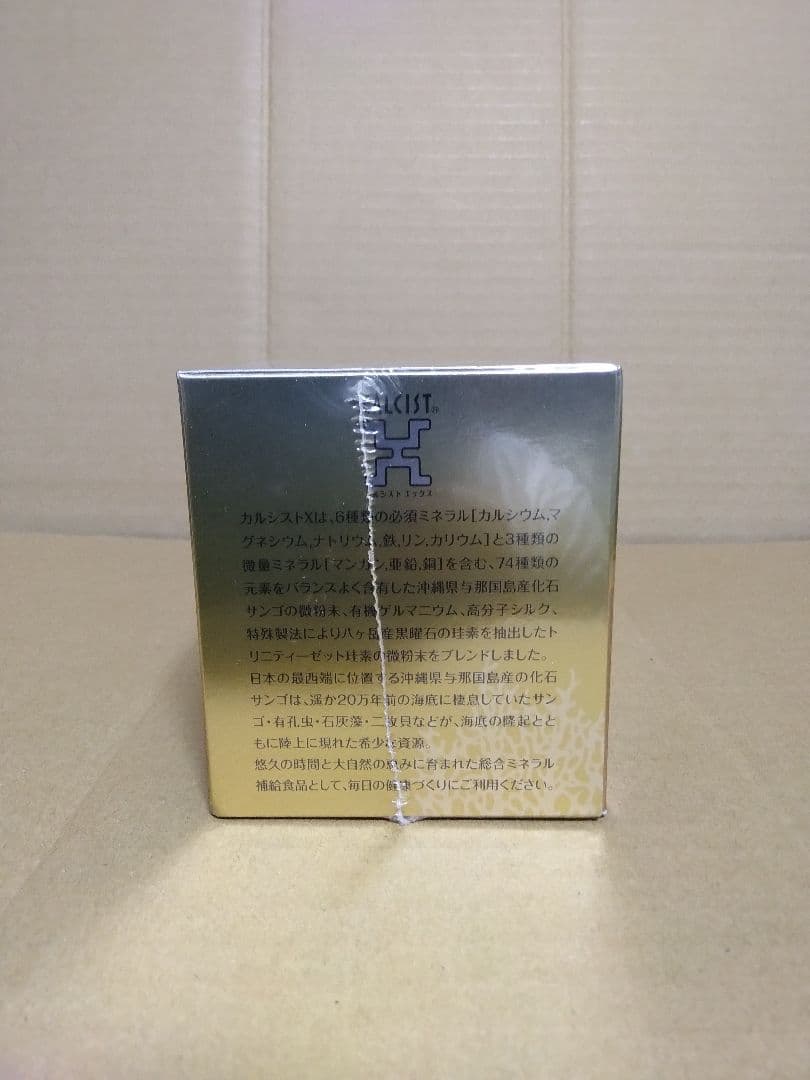 ALCIST®
X
シストエックス
カルシストXは、6種類の必須ミネラル[カルシウム,マ
グネシウム,ナトリウム,鉄,リン,カリウム]と3種類の
微量ミネラル[マンガン,亜鉛,銅]を含む、74種類の
元素をバランスよく含有した沖縄県与那国島産化石
サンゴの微粉末、有機ゲルマニウム、高分子シルク、
特殊製法により八ヶ岳産黒曜石の珪素を抽出したト
リニティーゼット珪素の微粉末をブレンドしました。
日本の最西端に位置する沖縄県与那国島産の化石
サンゴは、遥か20万年前の海底に棲息していたサン
ゴ・有孔虫・石灰藻・二枚貝などが、海底の隆起とと
もに陸上に現れた希少な資源。
悠久の時間と大自然の恵みに育まれた総合ミネラル
補給食品として、毎日の健康づくりにご利用ください。